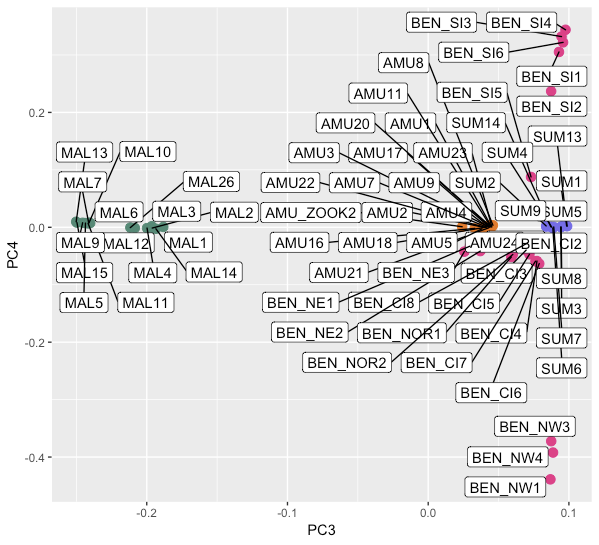 BEN_SI3
BEN_SI4
BEN_SI6
AMU8
BEN_SI1
AMU11
BEN_SI5
BEN_SI2
0.2
AMU20
AMU1
SUM14
SUM13
MAL13
MAL10
AMU3
AMU17
AMU23
SUM4
MAL7
MAL26
AMU22
AMU7
AMU9
SUM2
SUM1
MAL6
MAL3
MAL2
AMU_ZOOK2
AMU2
AMU4
SUM9
SUM5
0.0
MAL9
MAL12
MAL1
AMU16
AMU18
AMU5
AMU24
BEN_CI2
MAL15
MAL4
MAL14
AMU21
BEN_NE3
BEN_CI3
SUM8
MAL5
MAL11
BEN_NE1
BEN_CI8
BEN_CI5
SUM3
BEN_NE2
BEN_NOR1
BEN_CI4
SUM7
-0.2
BEN_NOR2
BEN_CI7
SUM6
BEN_CI6
BEN_NW3
-0.4
BEN_NW4
BEN_NW1
-0.2
-0.1
0.0
0.1
PC3
PC4